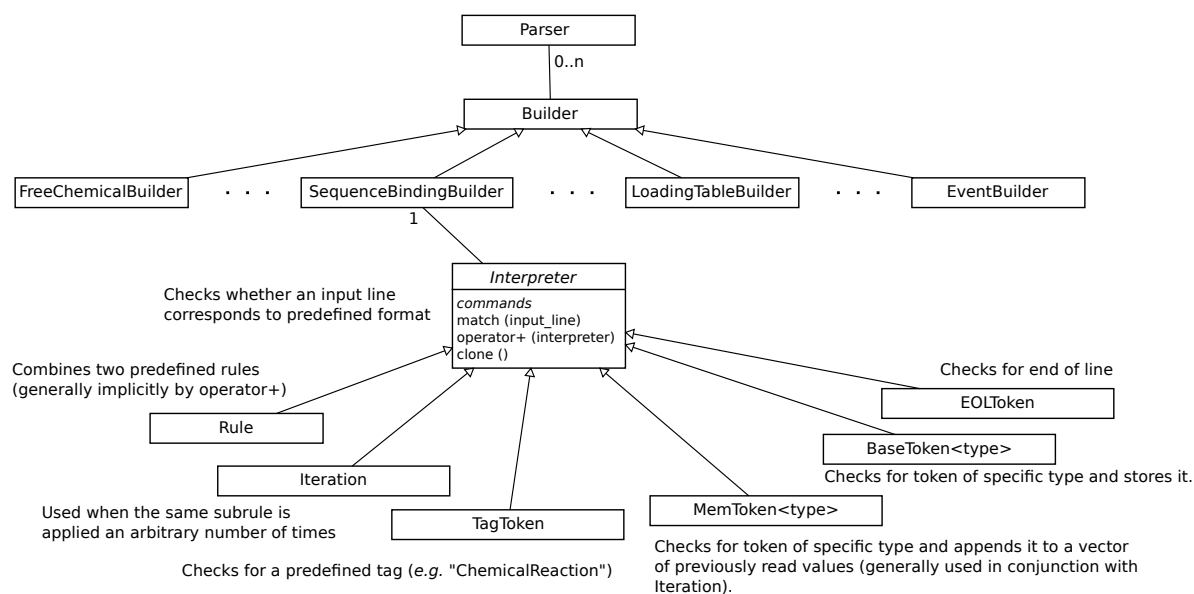 Parser
0..n
Builder
FreeChemicalBuilder
. . .
SequenceBindingBuilder
. . .
LoadingTableBuilder
. . .
EventBuilder
1
Interpreter
commands
match (input_line)
operator+ (interpreter)
clone ()
Checks whether an input line
corresponds to predefined format
Combines two predefined rules
(generally implicitly by operator+)
Rule
Checks for end of line
EOLToken
BaseToken<type>
Checks for token of specific type and stores it.
Iteration
Used when the same subrule is
applied an arbitrary number of times
TagToken
Checks for a predefined tag (e.g. "ChemicalReaction")
MemToken<type>
Checks for token of specific type and appends it to a vector
of previously read values (generally used in conjunction with
Iteration).